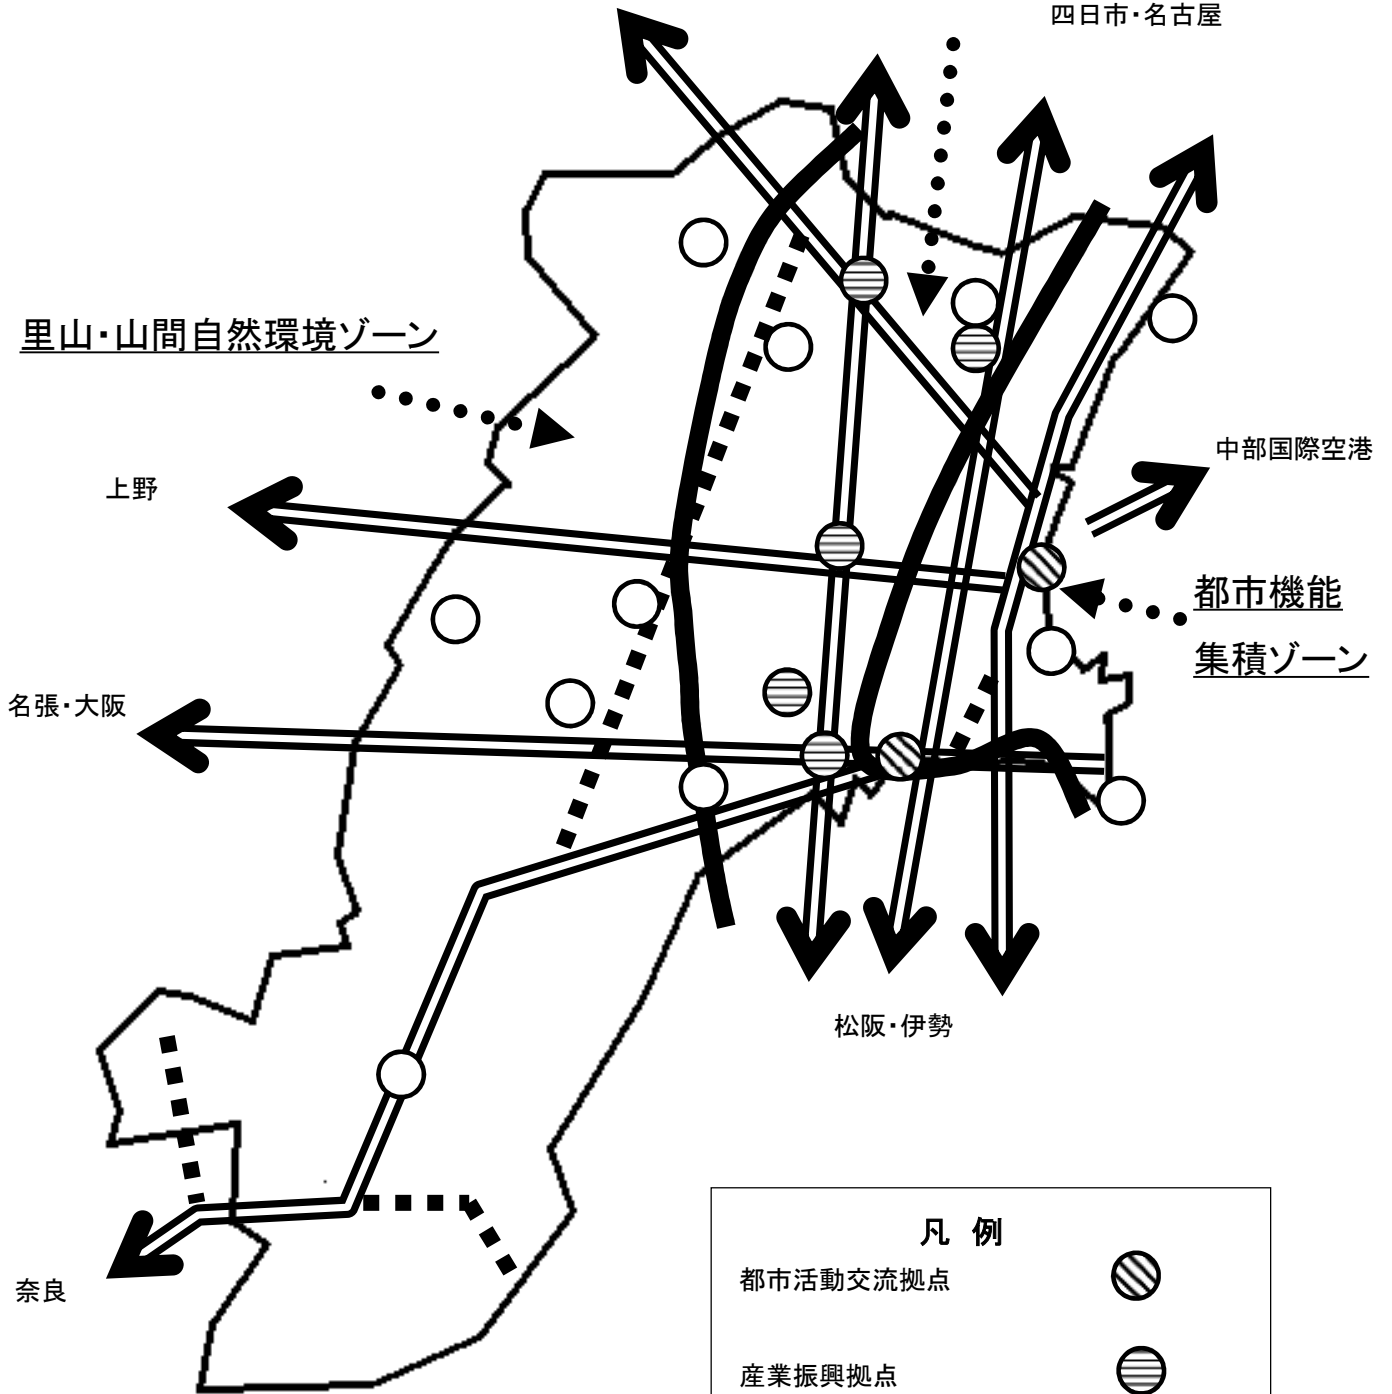 四日市・名古屋
里山・山間自然環境ゾーン
中部国際空港
上野
都市機能
集積ゾーン
名張・大阪
松阪・伊勢
奈良
凡 例
都市活動交流拠点
産業振興拠点